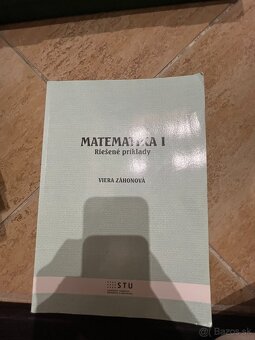 MATEMATIKA I
Riešené príklady
VIERA ZÁHONOVÁ
STU
Bazos.sk